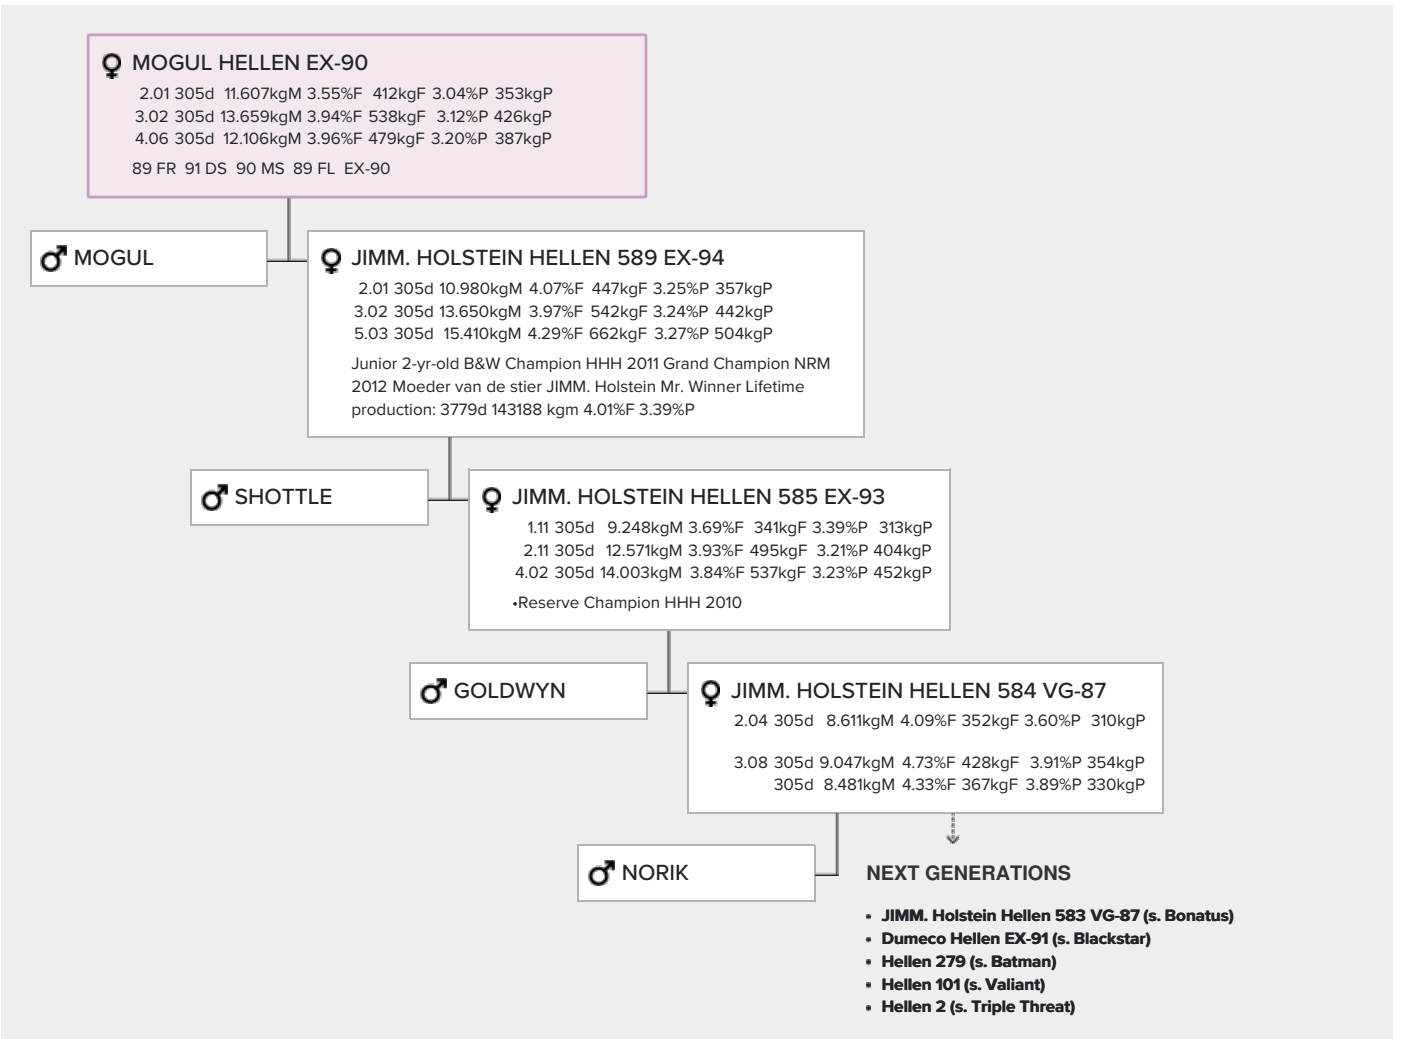 MOGUL HELLEN EX-90
2.01 305d 11.607kgM 3.55%F 412kgF 3.04%P 353kgP
3.02 305d 13.659kgM 3.94%F 538kgF 3.12%P 426kgP
4.06 305d 12.106kgM 3.96%F 479kgF 3.20%P 387kgP
89 FR 91 DS 90 MS 89 FL EX-90
MOGUL
JIMM. HOLSTEIN HELLEN 589 EX-94
2.01 305d 10.980kgM 4.07%F 447kgF 3.25%P 357kgP
3.02 305d 13.650kgM 3.97%F 542kgF 3.24%P 442kgP
5.03 305d 15.410kgM 4.29%F 662kgF 3.27%P 504kgP
Junior 2-yr-old B&W Champion HHH 2011 Grand Champion NRM
2012 Moeder van de stier JIMM. Holstein Mr. Winner Lifetime
production: 3779d 143188 kgm 4.01%F 3.39%P
SHOTTLE
JIMM. HOLSTEIN HELLEN 585 EX-93
1.11 305d 9.248kgM 3.69%F 341kgF 3.39%P 313kgP
2.11 305d 12.571kgM 3.93%F 495kgF 3.21%P 404kgP
4.02 305d 14.003kgM 3.84%F 537kgF 3.23%P 452kgP
•Reserve Champion HHH 2010
GOLDWYN
JIMM. HOLSTEIN HELLEN 584 VG-87
2.04 305d 8.611kgM 4.09%F 352kgF 3.60%P 310kgP
3.08 305d 9.047kgM 4.73%F 428kgF 3.91%P 354kgP
305d 8.481kgM 4.33%F 367kgF 3.89%P 330kgP
NORIK
NEXT GENERATIONS
• JIMM. Holstein Hellen 583 VG-87 (s. Bonatus)
• Dumeco Hellen EX-91 (s. Blackstar)
• Hellen 279 (s. Batman)
• Hellen 101 (s. Valiant)
• Hellen 2 (s. Triple Threat)